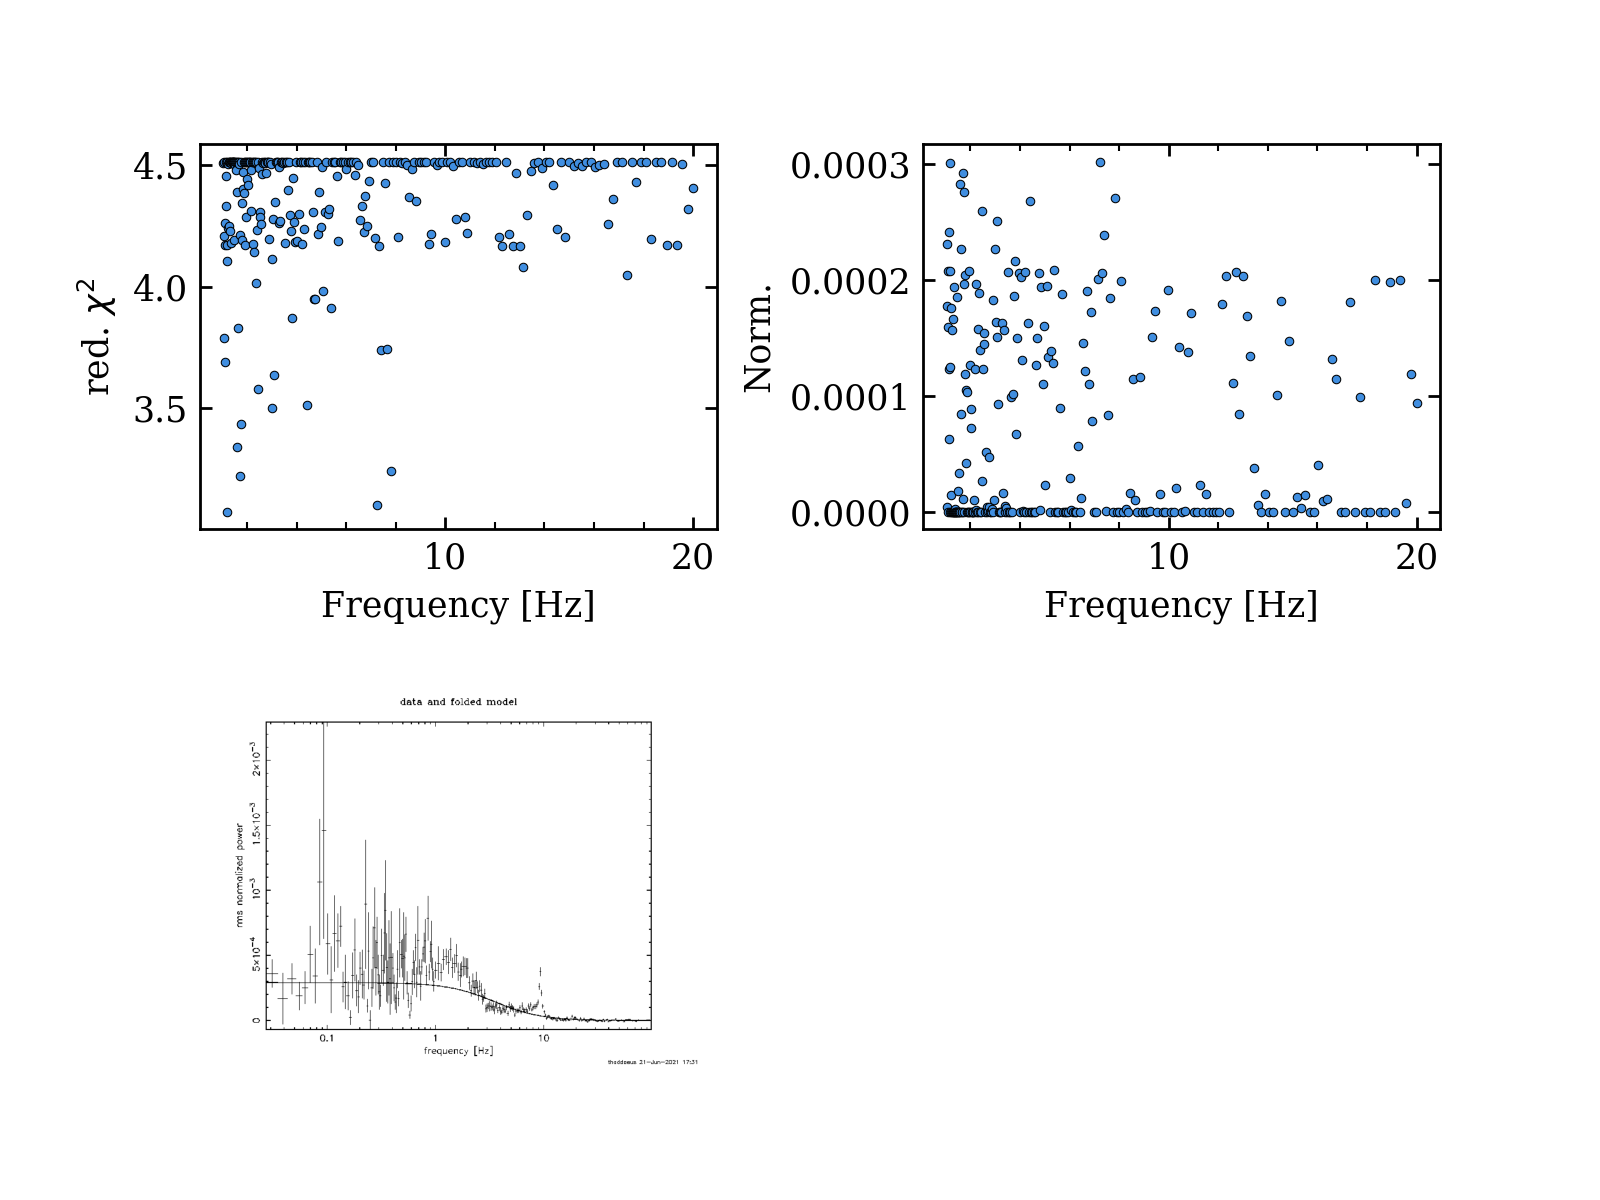 4.5
4.0
3.5
red. χ²
10
20
Frequency [Hz]
0.0003
0.0002
0.0001
0.0000
Norm.
10
20
Frequency [Hz]
data and folded model
2×10⁻³
1.5×10⁻³
10⁻³
5×10⁻⁴
0
rms normalized power
0.1
1
10
frequency [Hz]
thaddaeus 21-Jun-2021 17:31